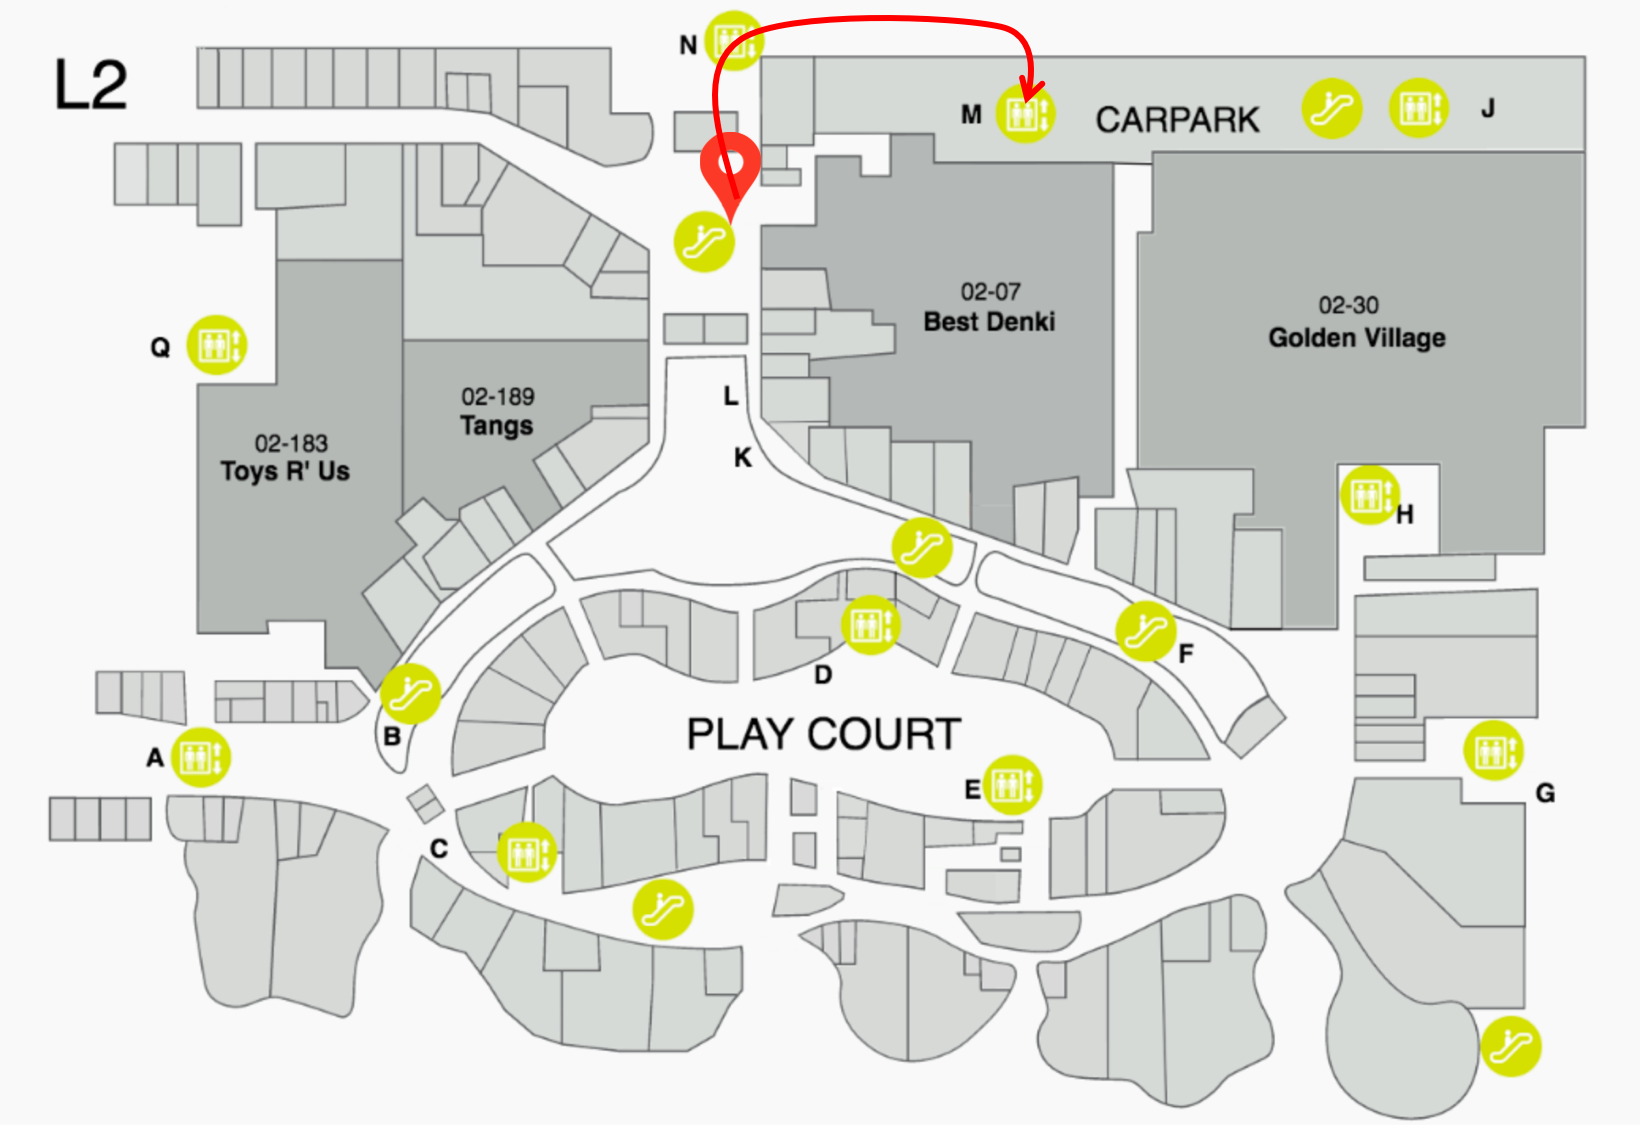 L2
N
M
CARPARK
J
02-07
Best Denki
02-30
Golden Village
Q
02-189
Tangs
L
02-183
Toys R' Us
K
H
F
D
B
PLAY COURT
A
E
G
C